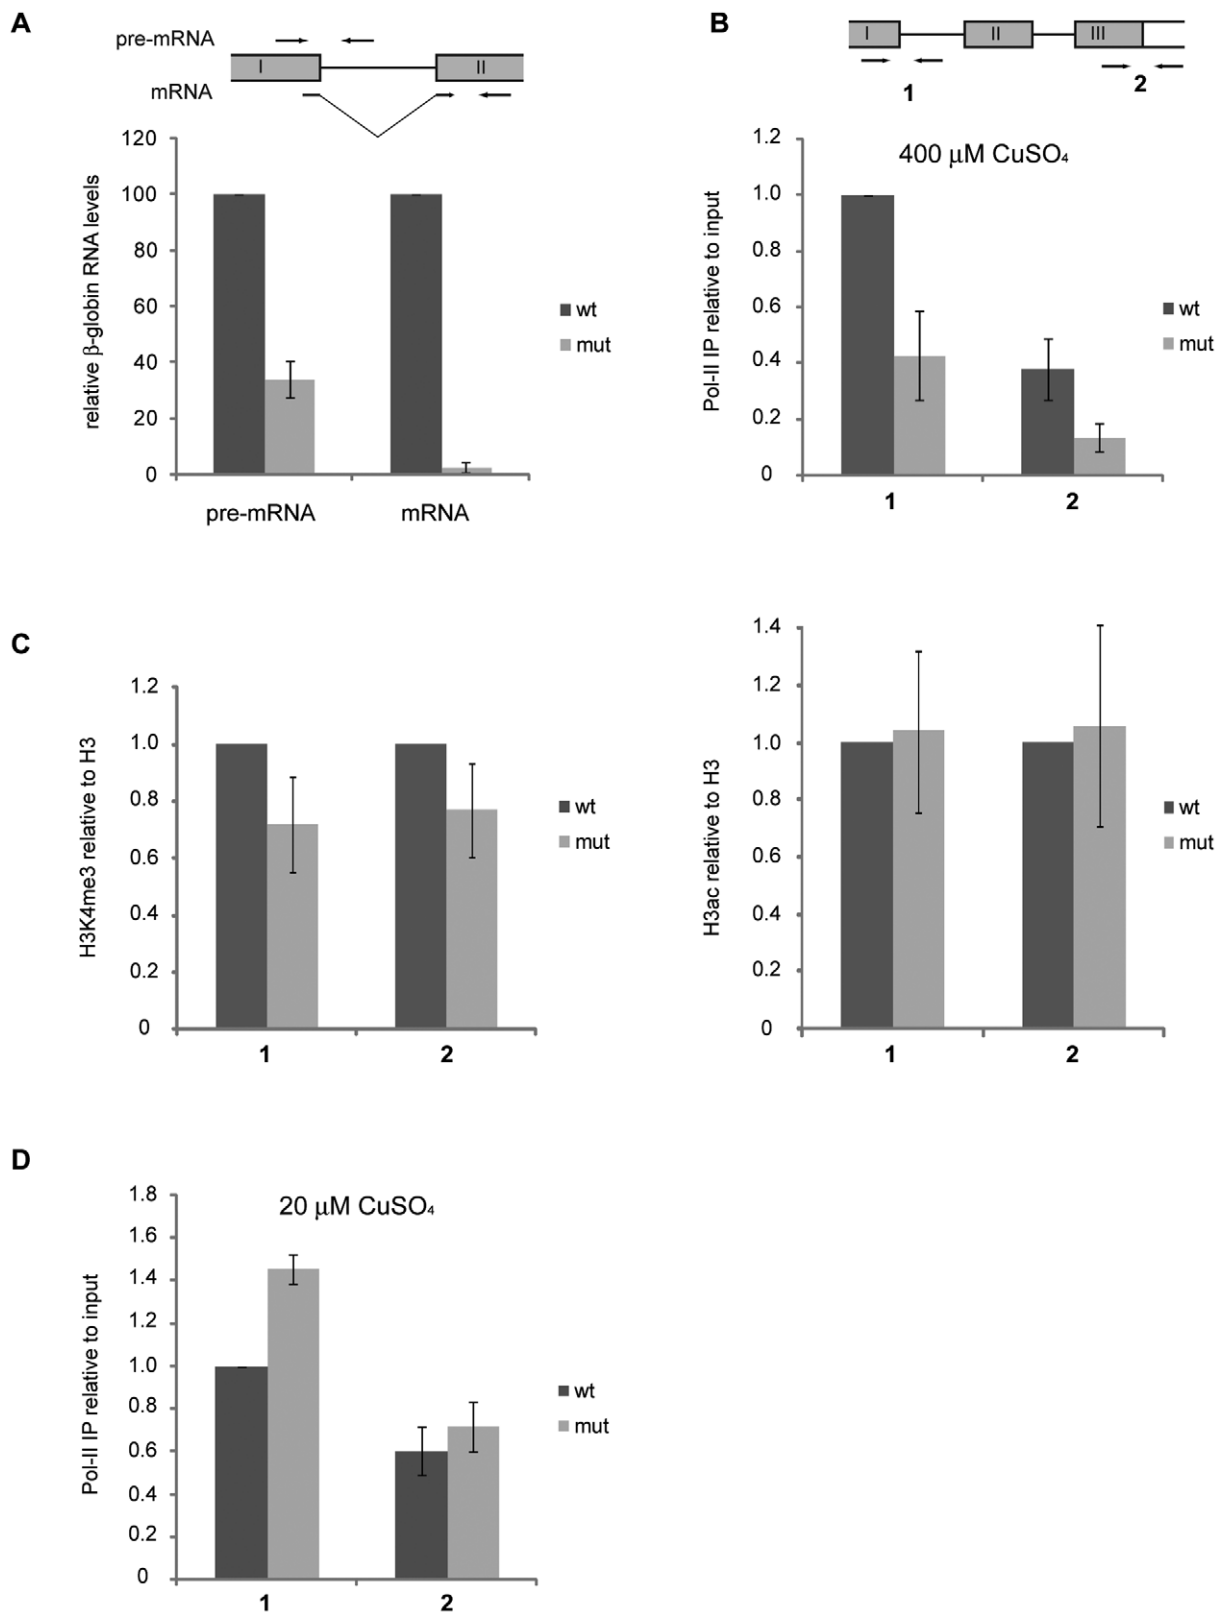 A
pre-mRNA
I
II
mRNA
relative β-globin RNA levels
120
100
80
60
40
20
0
pre-mRNA
mRNA
wt
mut
B
I
II
III
1
2
400 μM CuSO₄
Pol-II IP relative to input
1.2
1.0
0.8
0.6
0.4
0.2
0
1
2
wt
mut
C
H3K4me3 relative to H3
1.2
1.0
0.8
0.6
0.4
0.2
0
1
2
wt
mut
H3ac relative to H3
1.4
1.2
1.0
0.8
0.6
0.4
0.2
0
1
2
wt
mut
D
20 μM CuSO₄
Pol-II IP relative to input
1.8
1.6
1.4
1.2
1.0
0.8
0.6
0.4
0.2
0
1
2
wt
mut